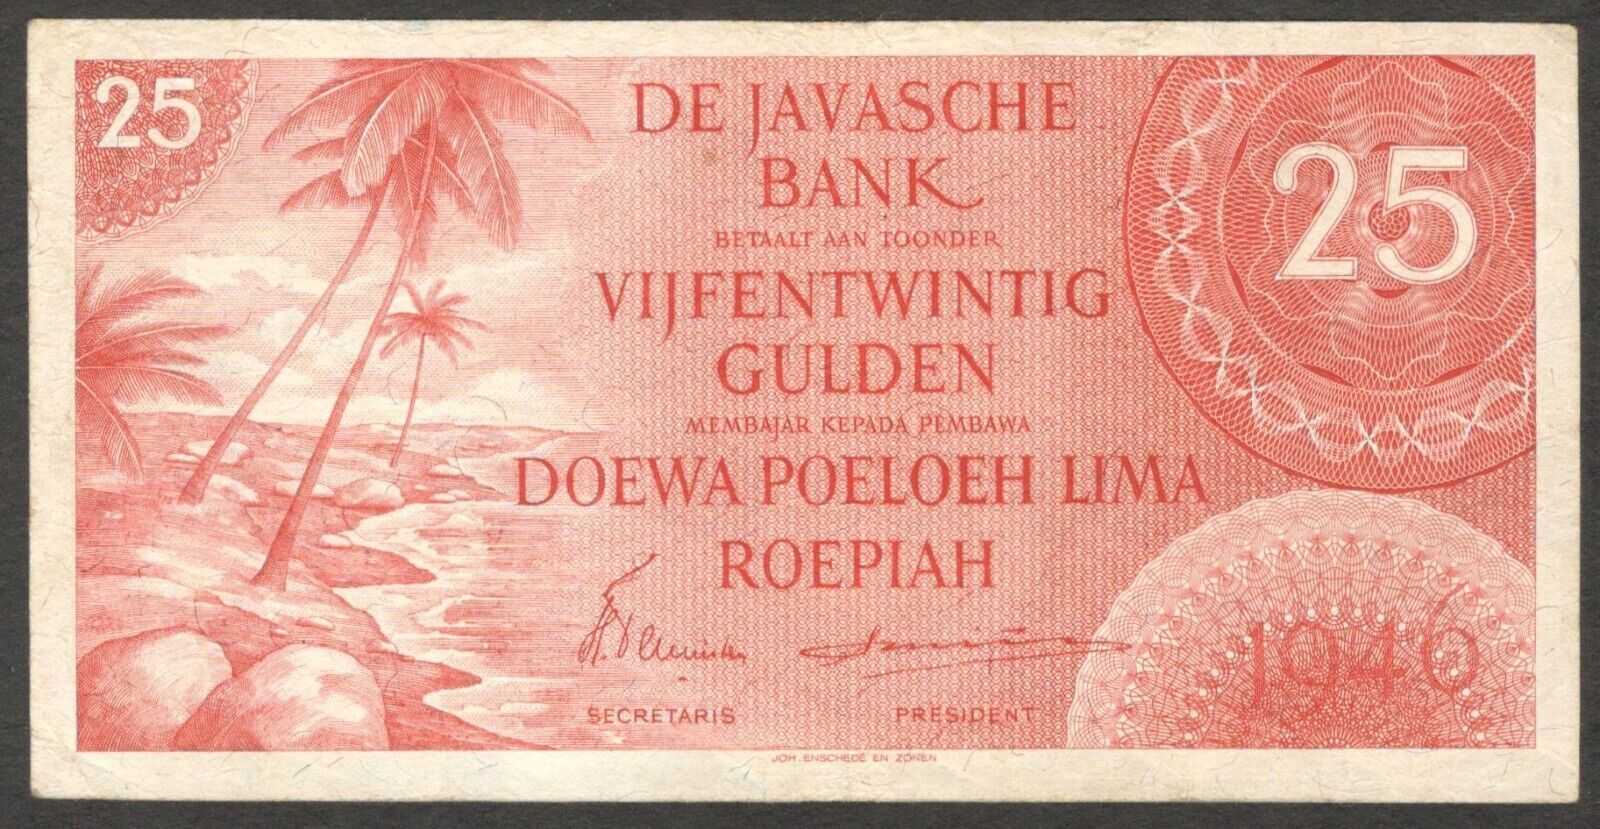 25
DE JAVASCHE
BANK
BETAALT AAN TOONDER
VIJFENTWINTIG
GULDEN
MEMBAJAR KEPADA PEMBAWA
DOEWA POELOEH LIMA
ROEPIAH
25
1946
SECRETARIS
PRESIDENT
JOH. ENSCHEDÉ EN ZONEN